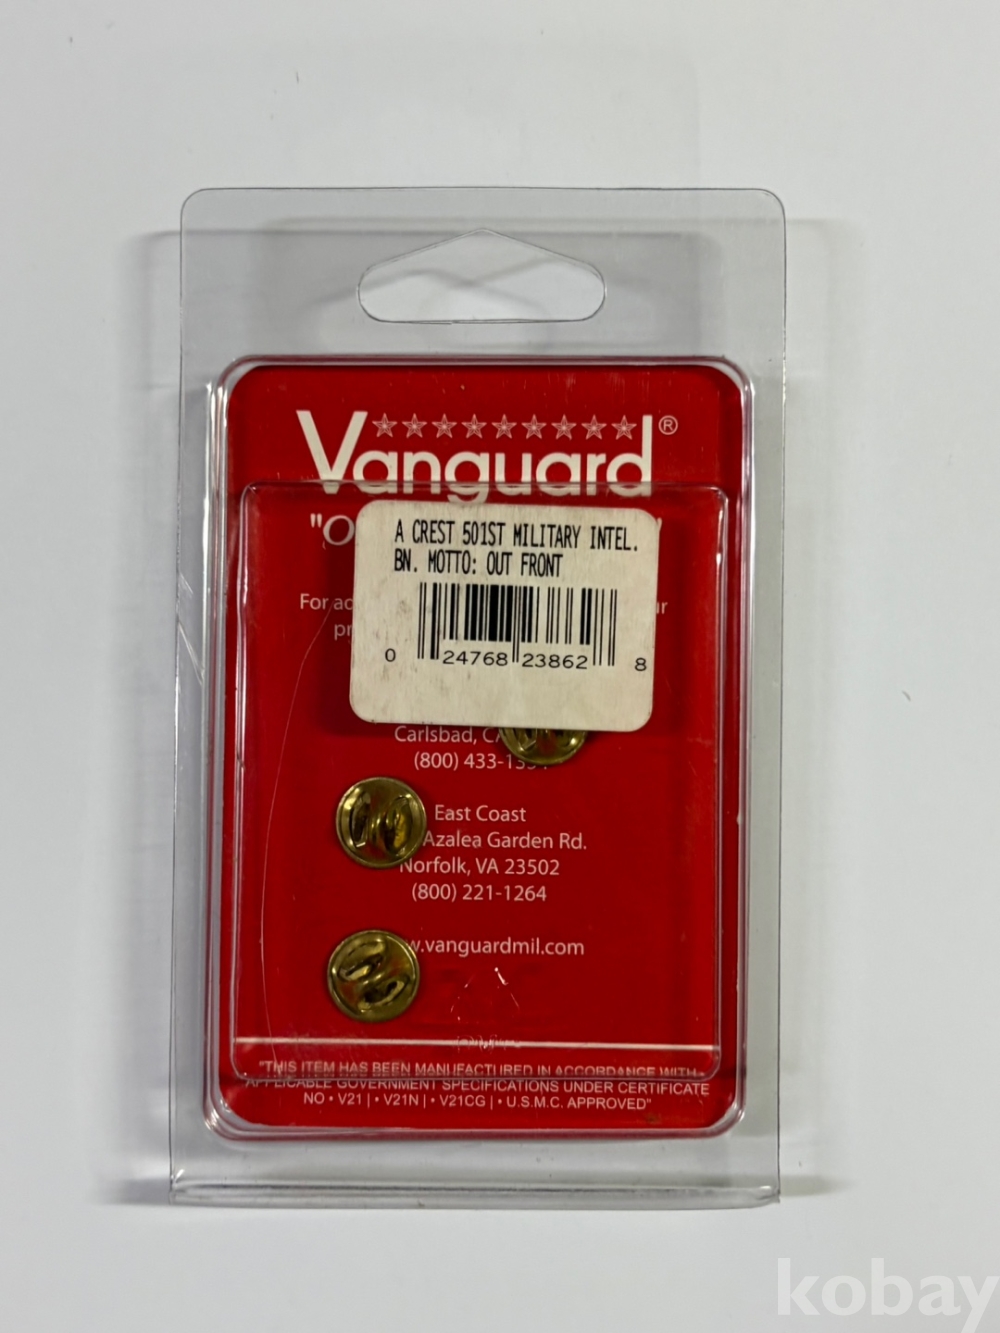 Vanguard®
"O
A CREST 501ST MILITARY INTEL.
BN. MOTTO: OUT FRONT
0 24768 23862 8
Carlsbad, CA
(800) 433-13
East Coast
Azalea Garden Rd.
Norfolk, VA 23502
(800) 221-1264
w.vanguardmil.com
"THIS ITEM HAS BEEN MANUFACTURED IN ACCORDANCE WITH
APPLICABLE GOVERNMENT SPECIFICATIONS UNDER CERTIFICATE
NO • V21 | • V21N | • V21CG | • U.S.M.C. APPROVED"
kobay